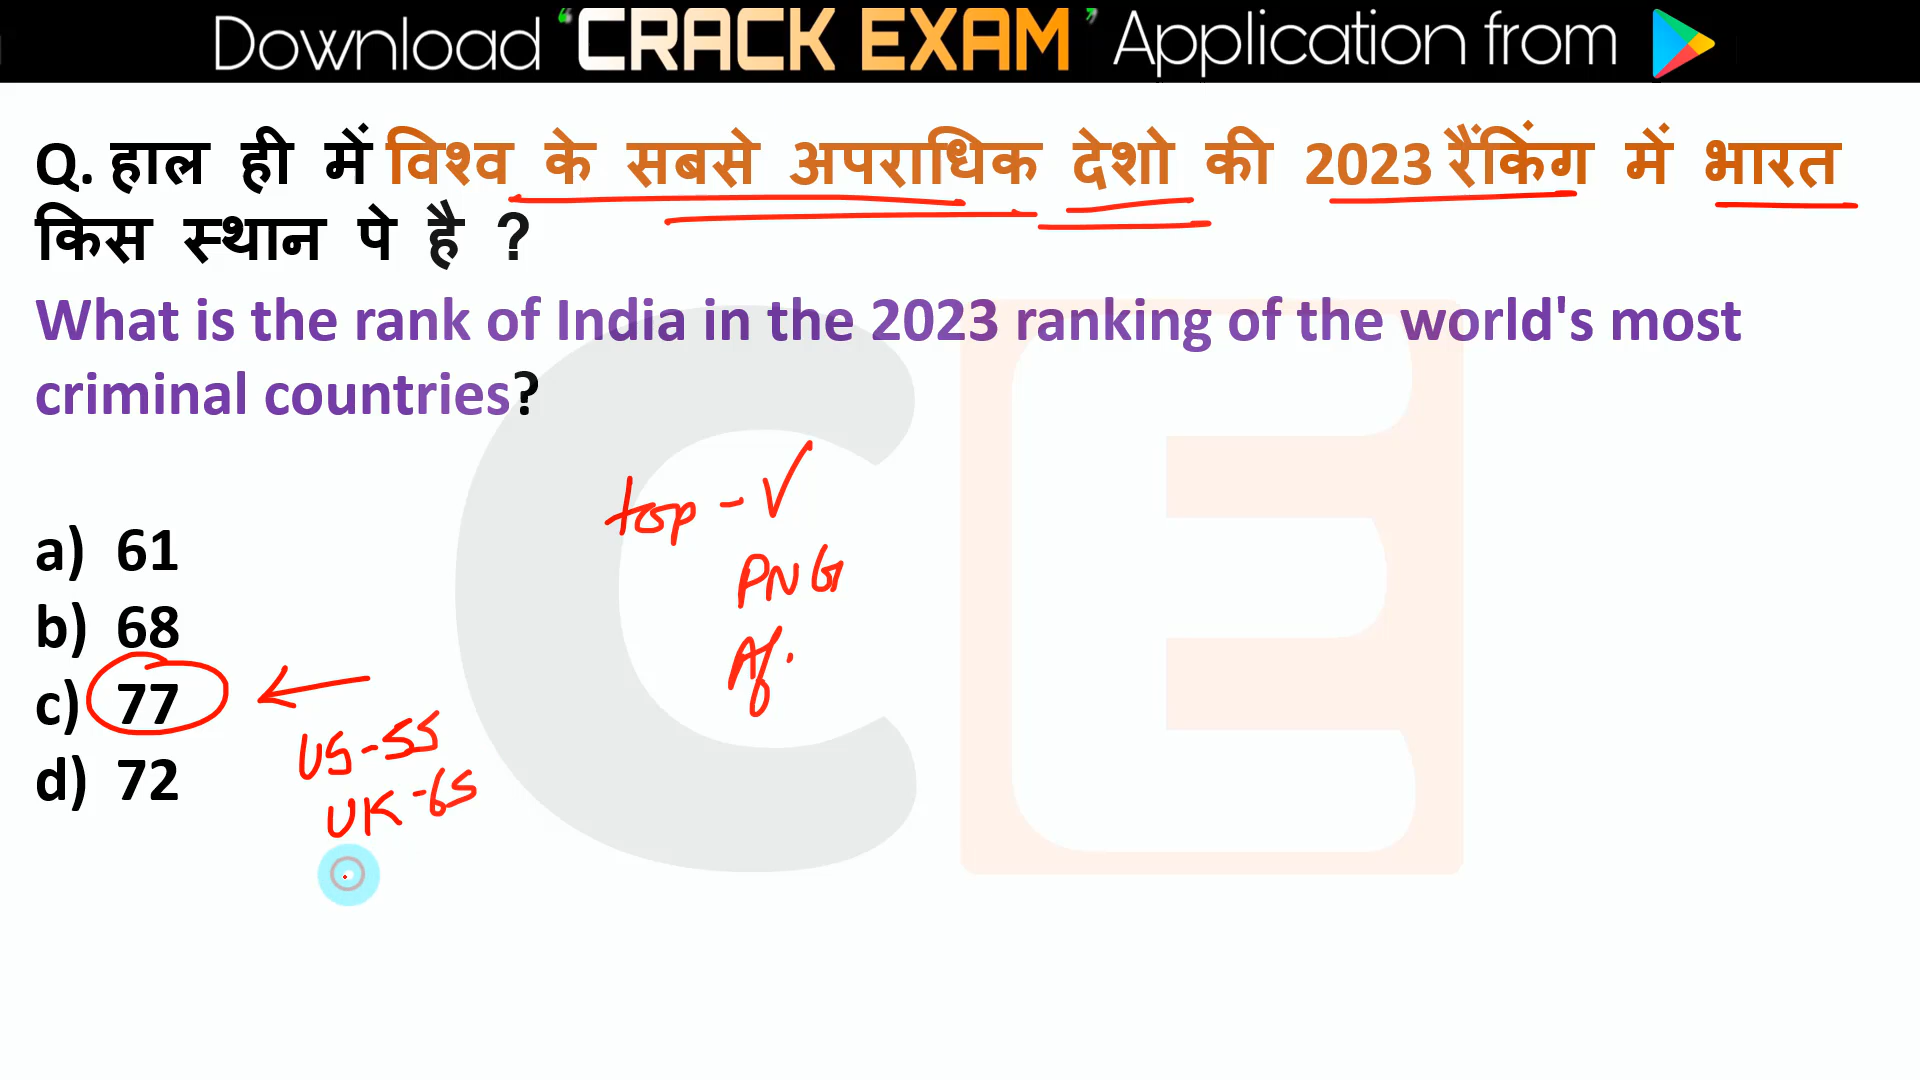 Download ‘CRACK EXAM’ Application from
Q. हाल ही में विश्व के सबसे अपराधिक देशो की 2023 रैंकिंग में भारत
किस स्थान पे है ?
What is the rank of India in the 2023 ranking of the world's most
criminal countries?
top - V
PNG
Af.
a) 61
b) 68
c) 77
d) 72
US-55
UK-65
CE